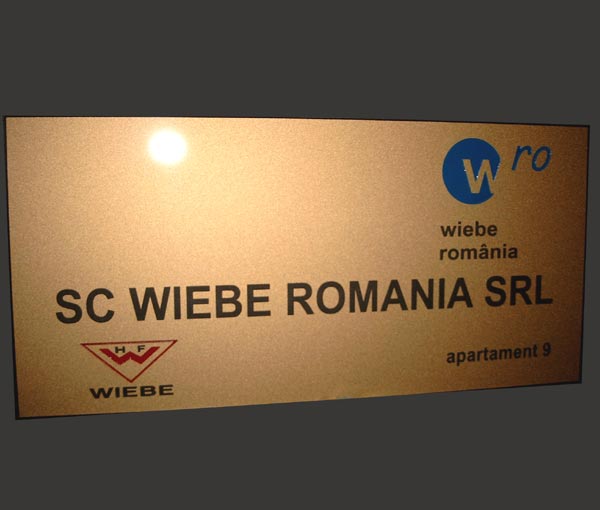 w ro
wiebe
românia
SC WIEBE ROMANIA SRL
H F
W
WIEBE
apartament 9